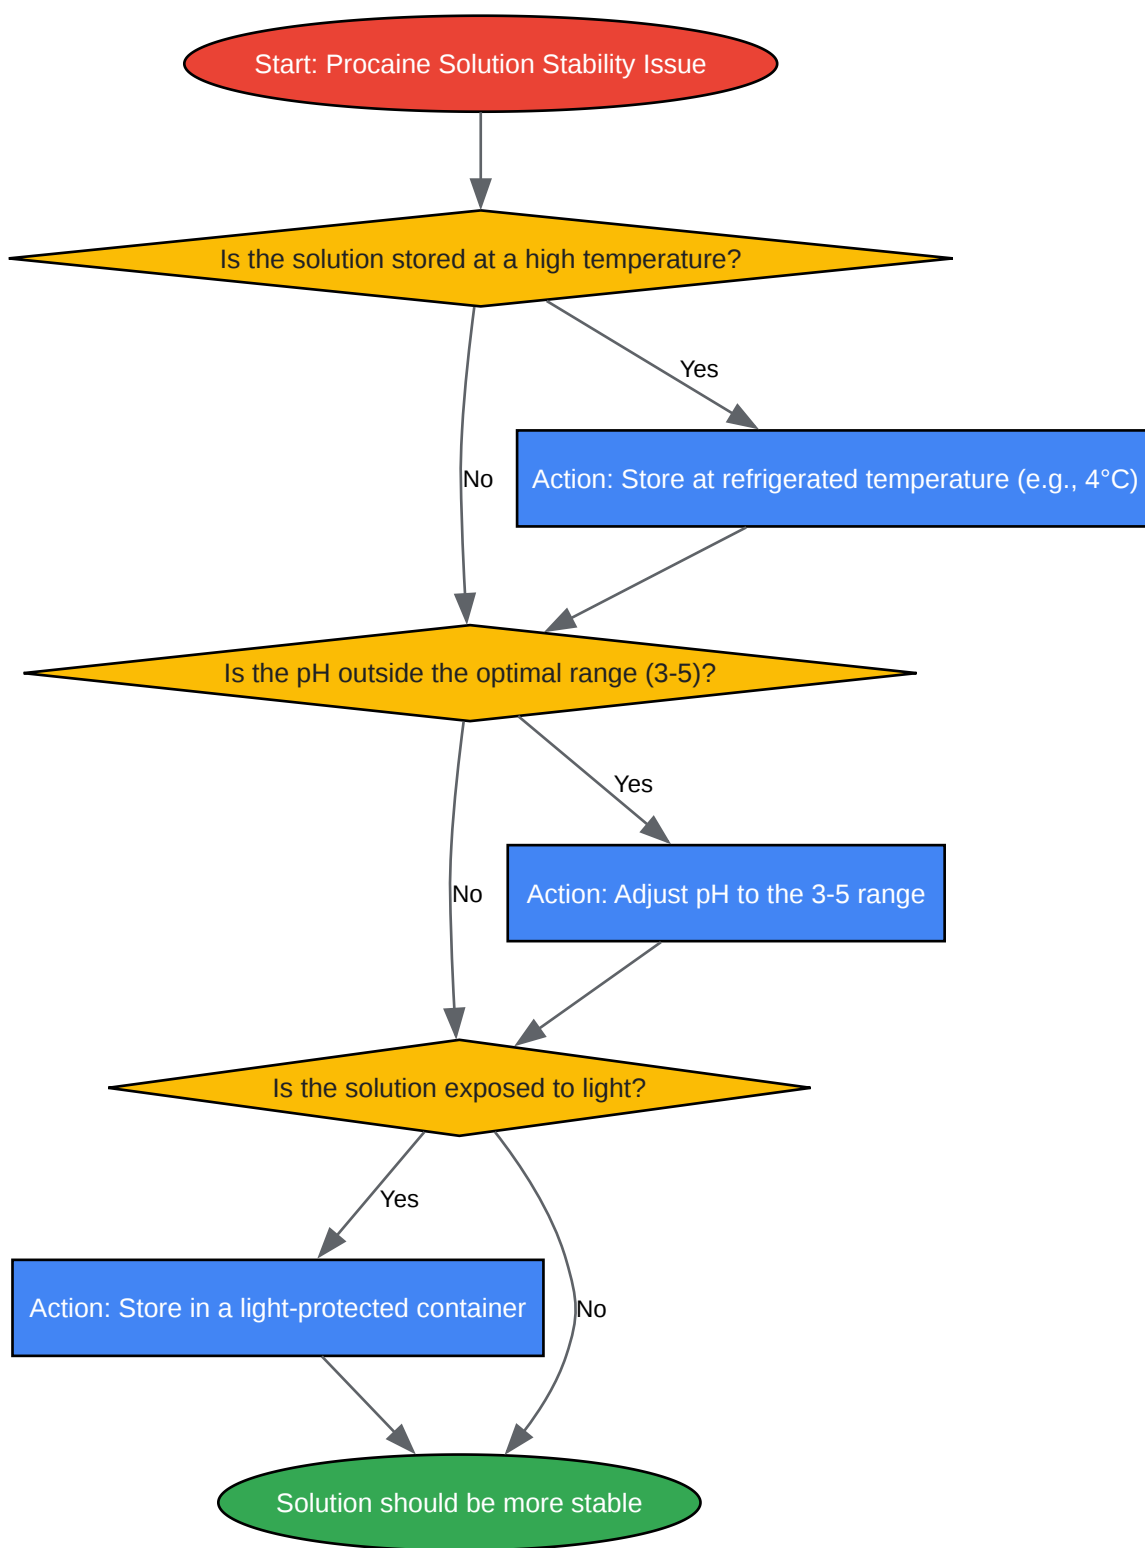 Start: Procaine Solution Stability Issue
Is the solution stored at a high temperature?
Yes
No
Action: Store at refrigerated temperature (e.g., 4°C)
Is the pH outside the optimal range (3-5)?
Yes
No
Action: Adjust pH to the 3-5 range
Is the solution exposed to light?
Yes
Action: Store in a light-protected container
No
Solution should be more stable